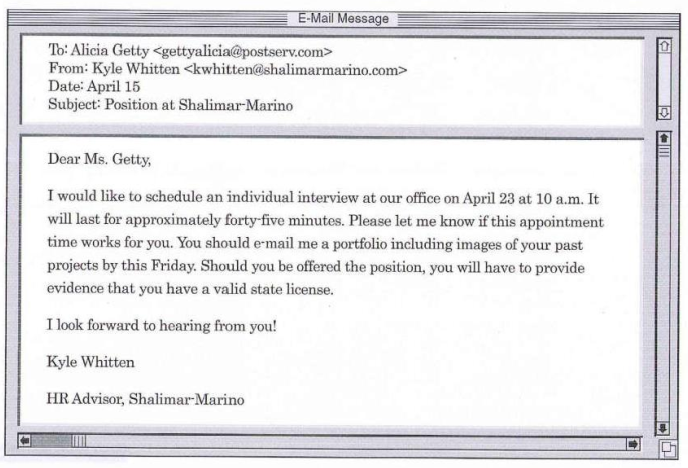 E-Mail Message
To: Alicia Getty <gettyalicia@postserv.com>
From: Kyle Whitten <kwhitten@shalimarmarino.com>
Date: April 15
Subject: Position at Shalimar-Marino
Dear Ms. Getty,
I would like to schedule an individual interview at our office on April 23 at 10 a.m. It
will last for approximately forty-five minutes. Please let me know if this appointment
time works for you. You should e-mail me a portfolio including images of your past
projects by this Friday. Should you be offered the position, you will have to provide
evidence that you have a valid state license.
I look forward to hearing from you!
Kyle Whitten
HR Advisor, Shalimar-Marino